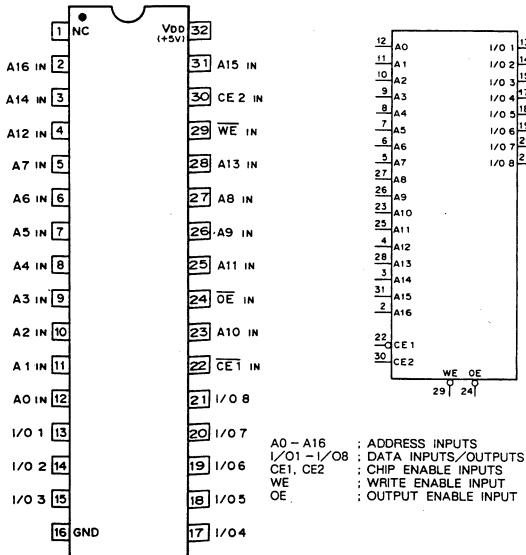 1 NC VDD (+5V) 32
A16 IN 2 31 A15 IN
A14 IN 3 30 CE2 IN
A12 IN 4 29 WE IN
A7 IN 5 28 A13 IN
A6 IN 6 27 A8 IN
A5 IN 7 26 A9 IN
A4 IN 8 25 A11 IN
A3 IN 9 24 OE IN
A2 IN 10 23 A10 IN
A1 IN 11 22 CE1 IN
A0 IN 12 21 I/O 8
I/O 1 13 20 I/O 7
I/O 2 14 19 I/O 6
I/O 3 15 18 I/O 5
16 GND 17 I/O 4
12 A0 I/O 1
11 A1 I/O 2
10 A2 I/O 3
9 A3 I/O 4
8 A4 I/O 5
7 A5 I/O 6
6 A6 I/O 7
5 A7 I/O 8
27 A8
26 A9
23 A10
25 A11
4 A12
28 A13
3 A14
31 A15
2 A16
22 CE1
30 CE2
WE OE
29 24
A0 - A16 ; ADDRESS INPUTS
I/O1 - I/O8 ; DATA INPUTS/OUTPUTS
CE1, CE2 ; CHIP ENABLE INPUTS
WE ; WRITE ENABLE INPUT
OE ; OUTPUT ENABLE INPUT